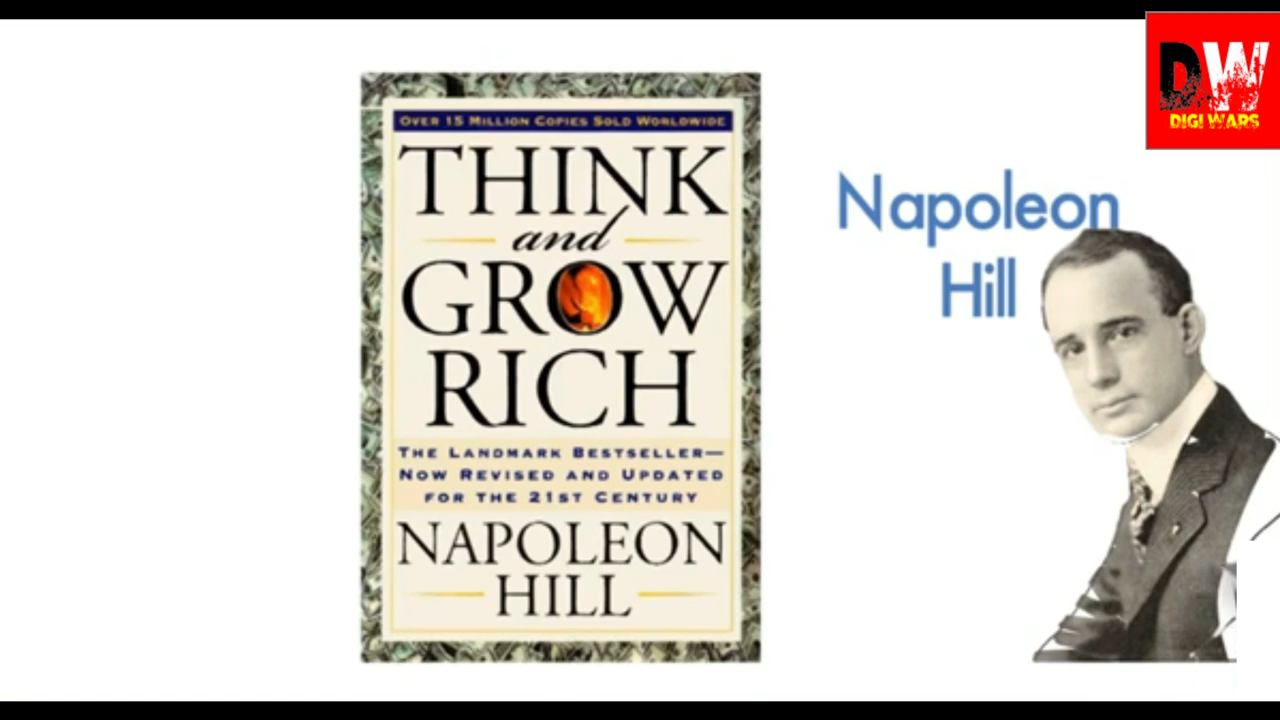 OVER 15 MILLION COPIES SOLD WORLDWIDE
THINK
and
GROW
RICH
THE LANDMARK BESTSELLER—
NOW REVISED AND UPDATED
FOR THE 21ST CENTURY
NAPOLEON
HILL
Napoleon
Hill
DW
DIGI WARS